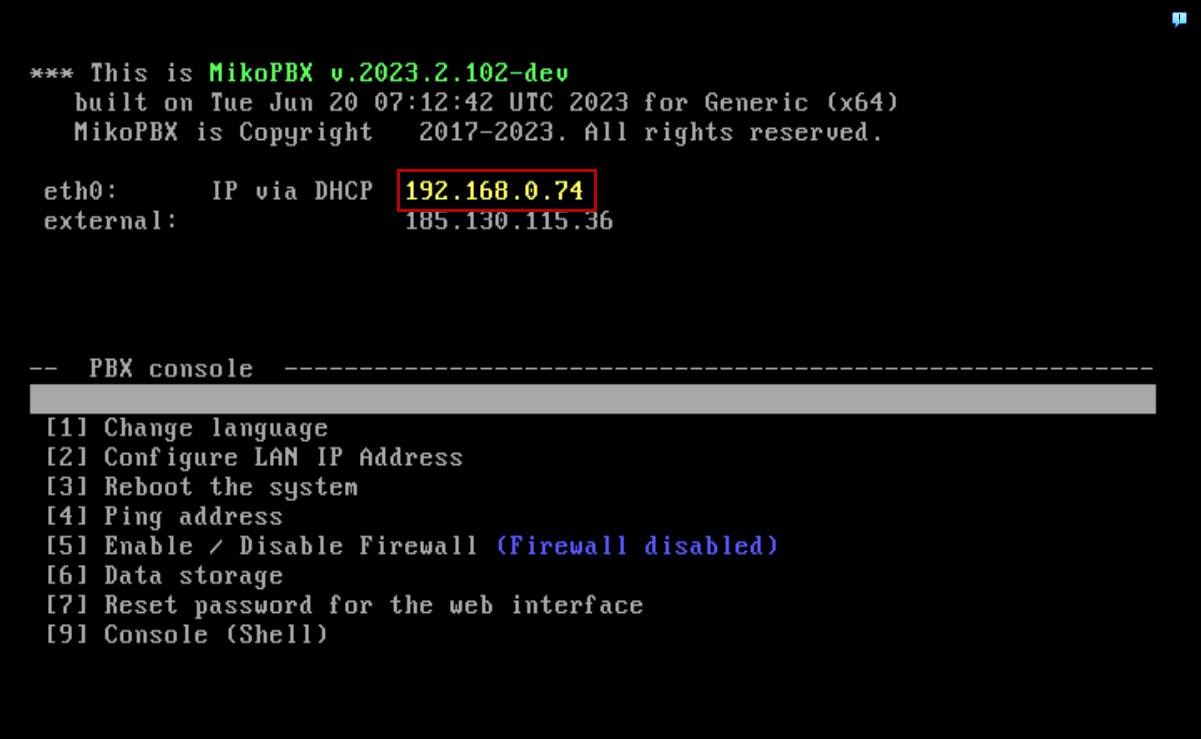 *** This is MikoPBX v.2023.2.102-dev
built on Tue Jun 20 07:12:42 UTC 2023 for Generic (x64)
MikoPBX is Copyright 2017-2023. All rights reserved.
eth0: IP via DHCP 192.168.0.74
external: 185.130.115.36
-- PBX console ----------------------------------------------------------
[1] Change language
[2] Configure LAN IP Address
[3] Reboot the system
[4] Ping address
[5] Enable / Disable Firewall (Firewall disabled)
[6] Data storage
[7] Reset password for the web interface
[9] Console (Shell)